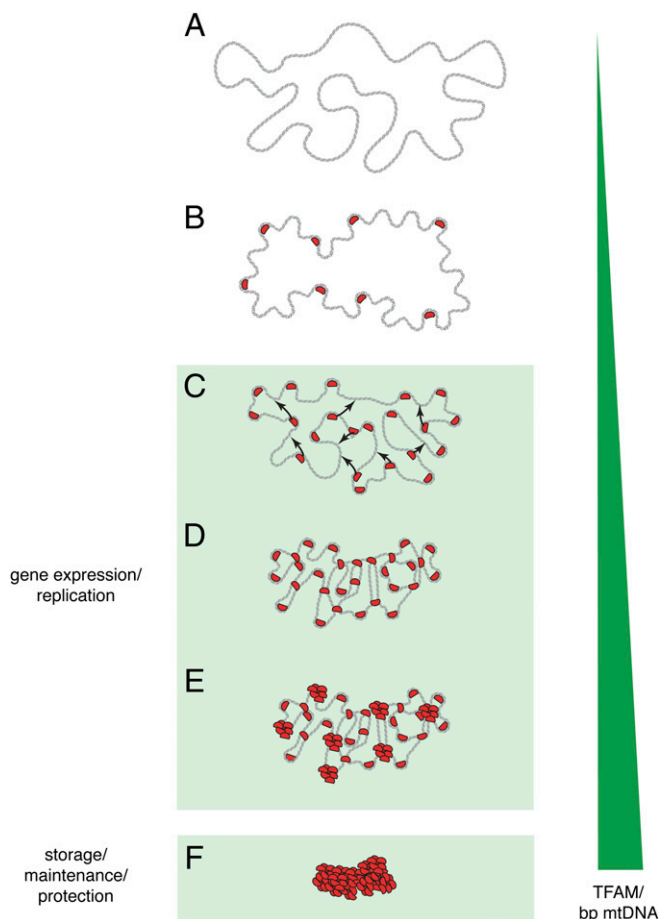 A
B
C
D
gene expression/
replication
E
F
storage/
maintenance/
protection
TFAM/
bp mtDNA